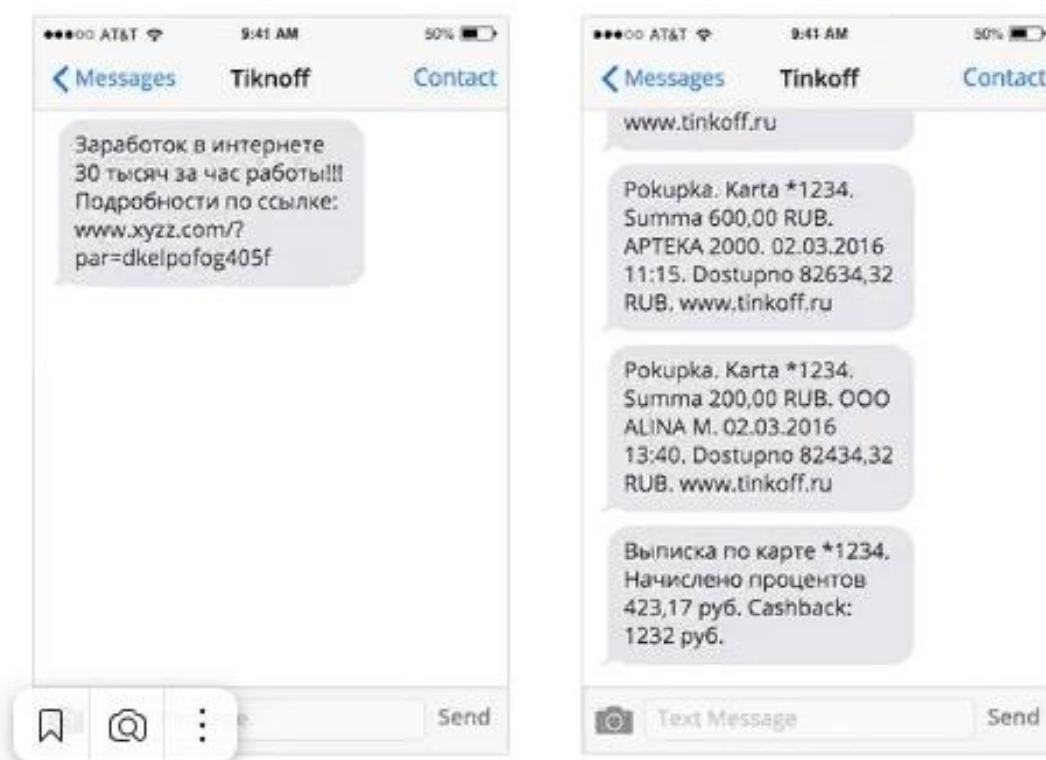 AT&T 9:41 AM 50%
Messages Tiknoff Contact
Заработок в интернете
30 тысяч за час работы!!!
Подробности по ссылке:
www.xyzz.com/?
par=dkelpofog405f
Send
AT&T 9:41 AM 50%
Messages Tinkoff Contact
www.tinkoff.ru
Pokupka. Karta *1234.
Summa 600,00 RUB.
APTEKA 2000. 02.03.2016
11:15. Dostupno 82634,32
RUB. www.tinkoff.ru
Pokupka. Karta *1234.
Summa 200,00 RUB. OOO
ALINA M. 02.03.2016
13:40. Dostupno 82434,32
RUB. www.tinkoff.ru
Выписка по карте *1234.
Начислено процентов
423,17 руб. Cashback:
1232 руб.
Text Message Send